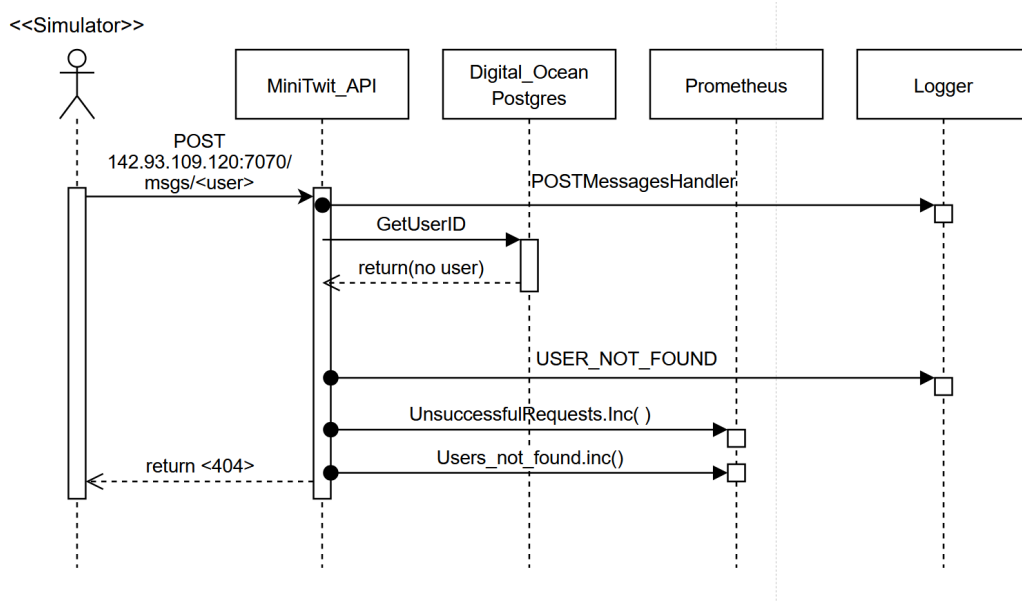 <<Simulator>>
MiniTwit_API
Digital_Ocean
Postgres
Prometheus
Logger
POST
142.93.109.120:7070/
msgs/<user>
POSTMessagesHandler
GetUserID
return(no user)
USER_NOT_FOUND
UnsuccessfulRequests.Inc( )
Users_not_found.inc()
return <404>